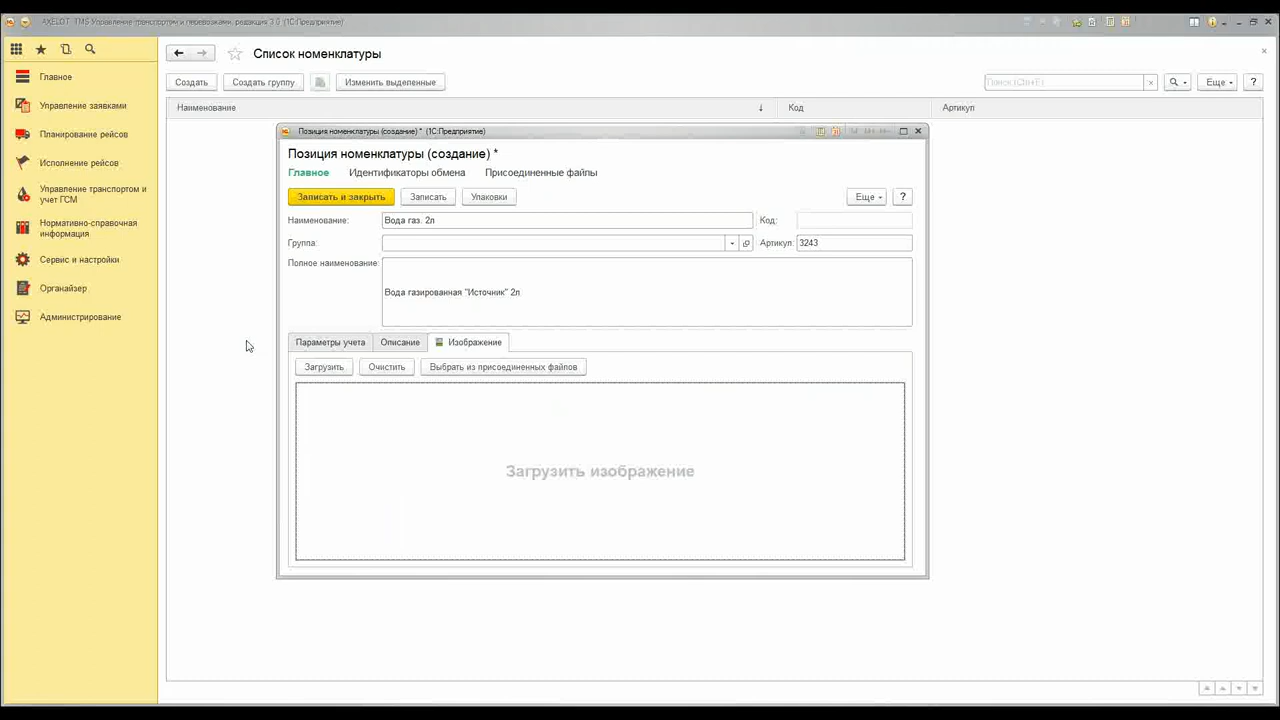 AXELOT: TMS Управление транспортом и перевозками, редакция 3.0 (1С:Предприятие)
Список номенклатуры
Создать
Создать группу
Изменить выделенные
Поиск (Ctrl+F)
Еще
?
Наименование
Код
Артикул
Главное
Управление заявками
Планирование рейсов
Исполнение рейсов
Управление транспортом и
учет ГСМ
Нормативно-справочная
информация
Сервис и настройки
Органайзер
Администрирование
Позиция номенклатуры (создание) * (1С:Предприятие)
Позиция номенклатуры (создание) *
Главное
Идентификаторы обмена
Присоединенные файлы
Записать и закрыть
Записать
Упаковки
Еще
?
Наименование:
Вода газ. 2л
Код:
Группа:
Артикул:
3243
Полное наименование:
Вода газированная "Источник" 2л
Параметры учета
Описание
Изображение
Загрузить
Очистить
Выбрать из присоединенных файлов
Загрузить изображение